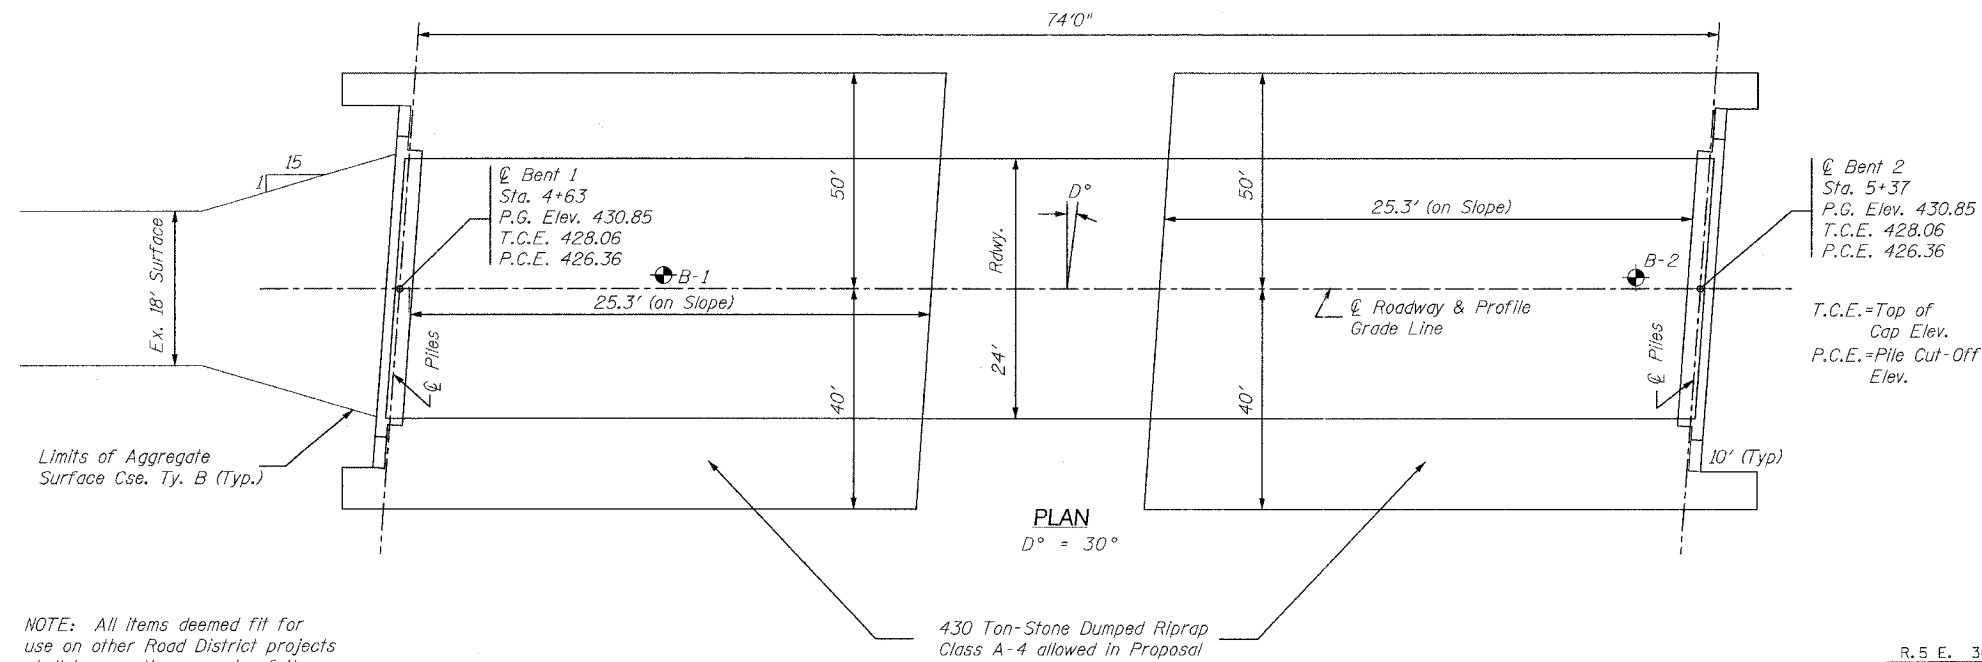 74'0"
15
1
Ex. 18' Surface
℄ Bent 1
Sta. 4+63
P.G. Elev. 430.85
T.C.E. 428.06
P.C.E. 426.36
B-1
25.3' (on Slope)
℄ Piles
50'
40'
Rdwy.
24'
D°
50'
40'
25.3' (on Slope)
℄ Roadway & Profile
Grade Line
B-2
℄ Piles
℄ Bent 2
Sta. 5+37
P.G. Elev. 430.85
T.C.E. 428.06
P.C.E. 426.36
T.C.E.=Top of
Cap Elev.
P.C.E.=Pile Cut-Off
Elev.
10' (Typ)
Limits of Aggregate
Surface Cse. Ty. B (Typ.)
PLAN
D° = 30°
430 Ton-Stone Dumped Riprap
Class A-4 allowed in Proposal
NOTE: All items deemed fit for
use on other Road District projects
R.5 E.